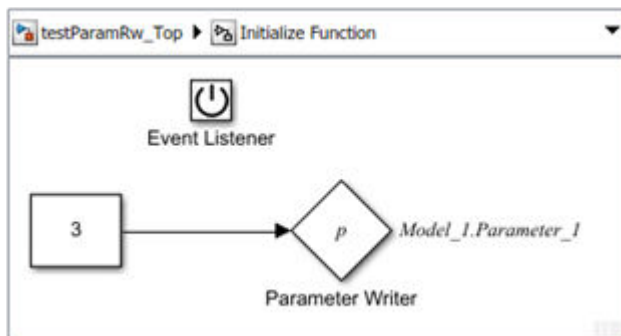 testParamRw_Top Initialize Function
Event Listener
3
p
Model_1.Parameter_1
Parameter Writer